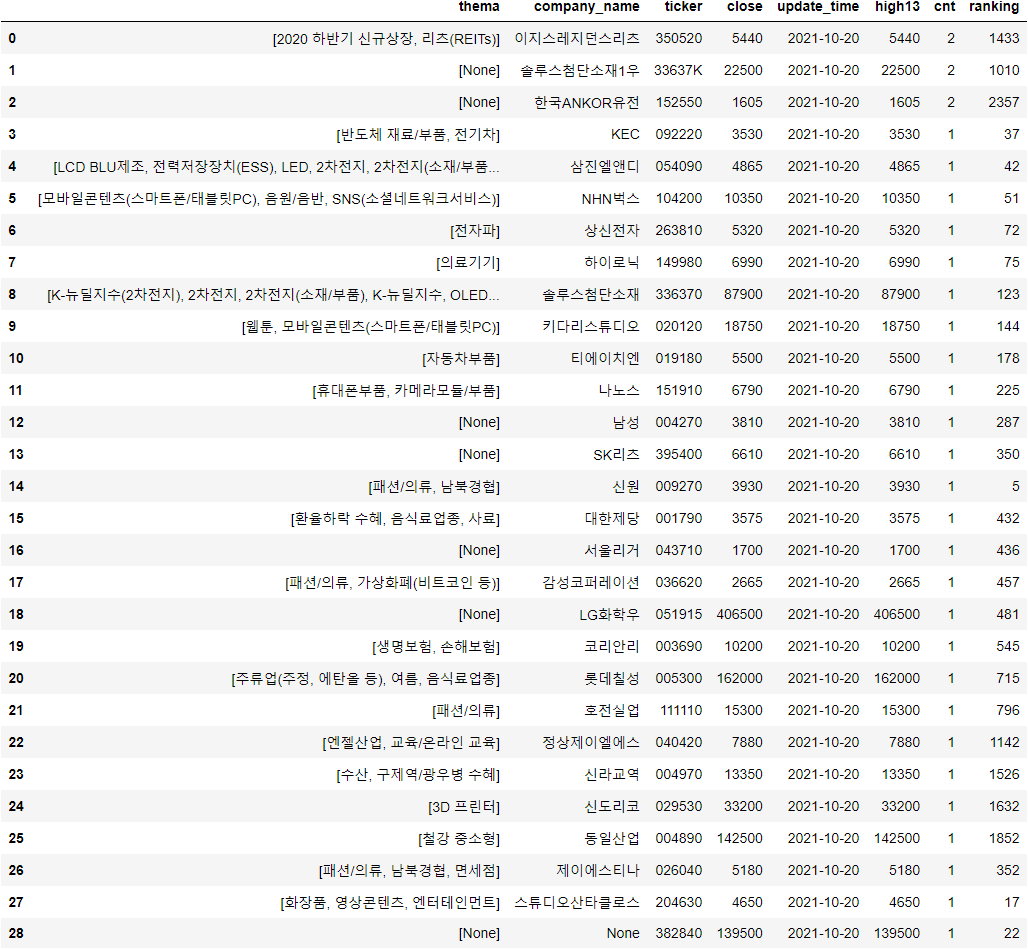 thema company_name ticker close update_time high13 cnt ranking
0 [2020 하반기 신규상장, 리츠(REITs)] 이지스레지던스리츠 350520 5440 2021-10-20 5440 2 1433
1 [None] 솔루스첨단소재1우 33637K 22500 2021-10-20 22500 2 1010
2 [None] 한국ANKOR유전 152550 1605 2021-10-20 1605 2 2357
3 [반도체 재료/부품, 전기차] KEC 092220 3530 2021-10-20 3530 1 37
4 [LCD BLU제조, 전력저장장치(ESS), LED, 2차전지, 2차전지(소재/부품... 삼진엘앤디 054090 4865 2021-10-20 4865 1 42
5 [모바일콘텐츠(스마트폰/태블릿PC), 음원/음반, SNS(소셜네트워크서비스)] NHN벅스 104200 10350 2021-10-20 10350 1 51
6 [전자파] 상신전자 263810 5320 2021-10-20 5320 1 72
7 [의료기기] 하이로닉 149980 6990 2021-10-20 6990 1 75
8 [K-뉴딜지수(2차전지), 2차전지, 2차전지(소재/부품), K-뉴딜지수, OLED... 솔루스첨단소재 336370 87900 2021-10-20 87900 1 123
9 [웹툰, 모바일콘텐츠(스마트폰/태블릿PC)] 키다리스튜디오 020120 18750 2021-10-20 18750 1 144
10 [자동차부품] 티에이치엔 019180 5500 2021-10-20 5500 1 178
11 [휴대폰부품, 카메라모듈/부품] 나노스 151910 6790 2021-10-20 6790 1 225
12 [None] 남성 004270 3810 2021-10-20 3810 1 287
13 [None] SK리츠 395400 6610 2021-10-20 6610 1 350
14 [패션/의류, 남북경협] 신원 009270 3930 2021-10-20 3930 1 5
15 [환율하락 수혜, 음식료업종, 사료] 대한제당 001790 3575 2021-10-20 3575 1 432
16 [None] 서울리거 043710 1700 2021-10-20 1700 1 436
17 [패션/의류, 가상화폐(비트코인 등)] 감성코퍼레이션 036620 2665 2021-10-20 2665 1 457
18 [None] LG화학우 051915 406500 2021-10-20 406500 1 481
19 [생명보험, 손해보험] 코리안리 003690 10200 2021-10-20 10200 1 545
20 [주류업(주정, 에탄올 등), 여름, 음식료업종] 롯데칠성 005300 162000 2021-10-20 162000 1 715
21 [패션/의류] 호전실업 111110 15300 2021-10-20 15300 1 796
22 [엔젤산업, 교육/온라인 교육] 정상제이엘에스 040420 7880 2021-10-20 7880 1 1142
23 [수산, 구제역/광우병 수혜] 신라교역 004970 13350 2021-10-20 13350 1 1526
24 [3D 프린터] 신도리코 029530 33200 2021-10-20 33200 1 1632
25 [철강 중소형] 동일산업 004890 142500 2021-10-20 142500 1 1852
26 [패션/의류, 남북경협, 면세점] 제이에스티나 026040 5180 2021-10-20 5180 1 352
27 [화장품, 영상콘텐츠, 엔터테인먼트] 스튜디오산타클로스 204630 4650 2021-10-20 4650 1 17
28 [None] None 382840 139500 2021-10-20 139500 1 22